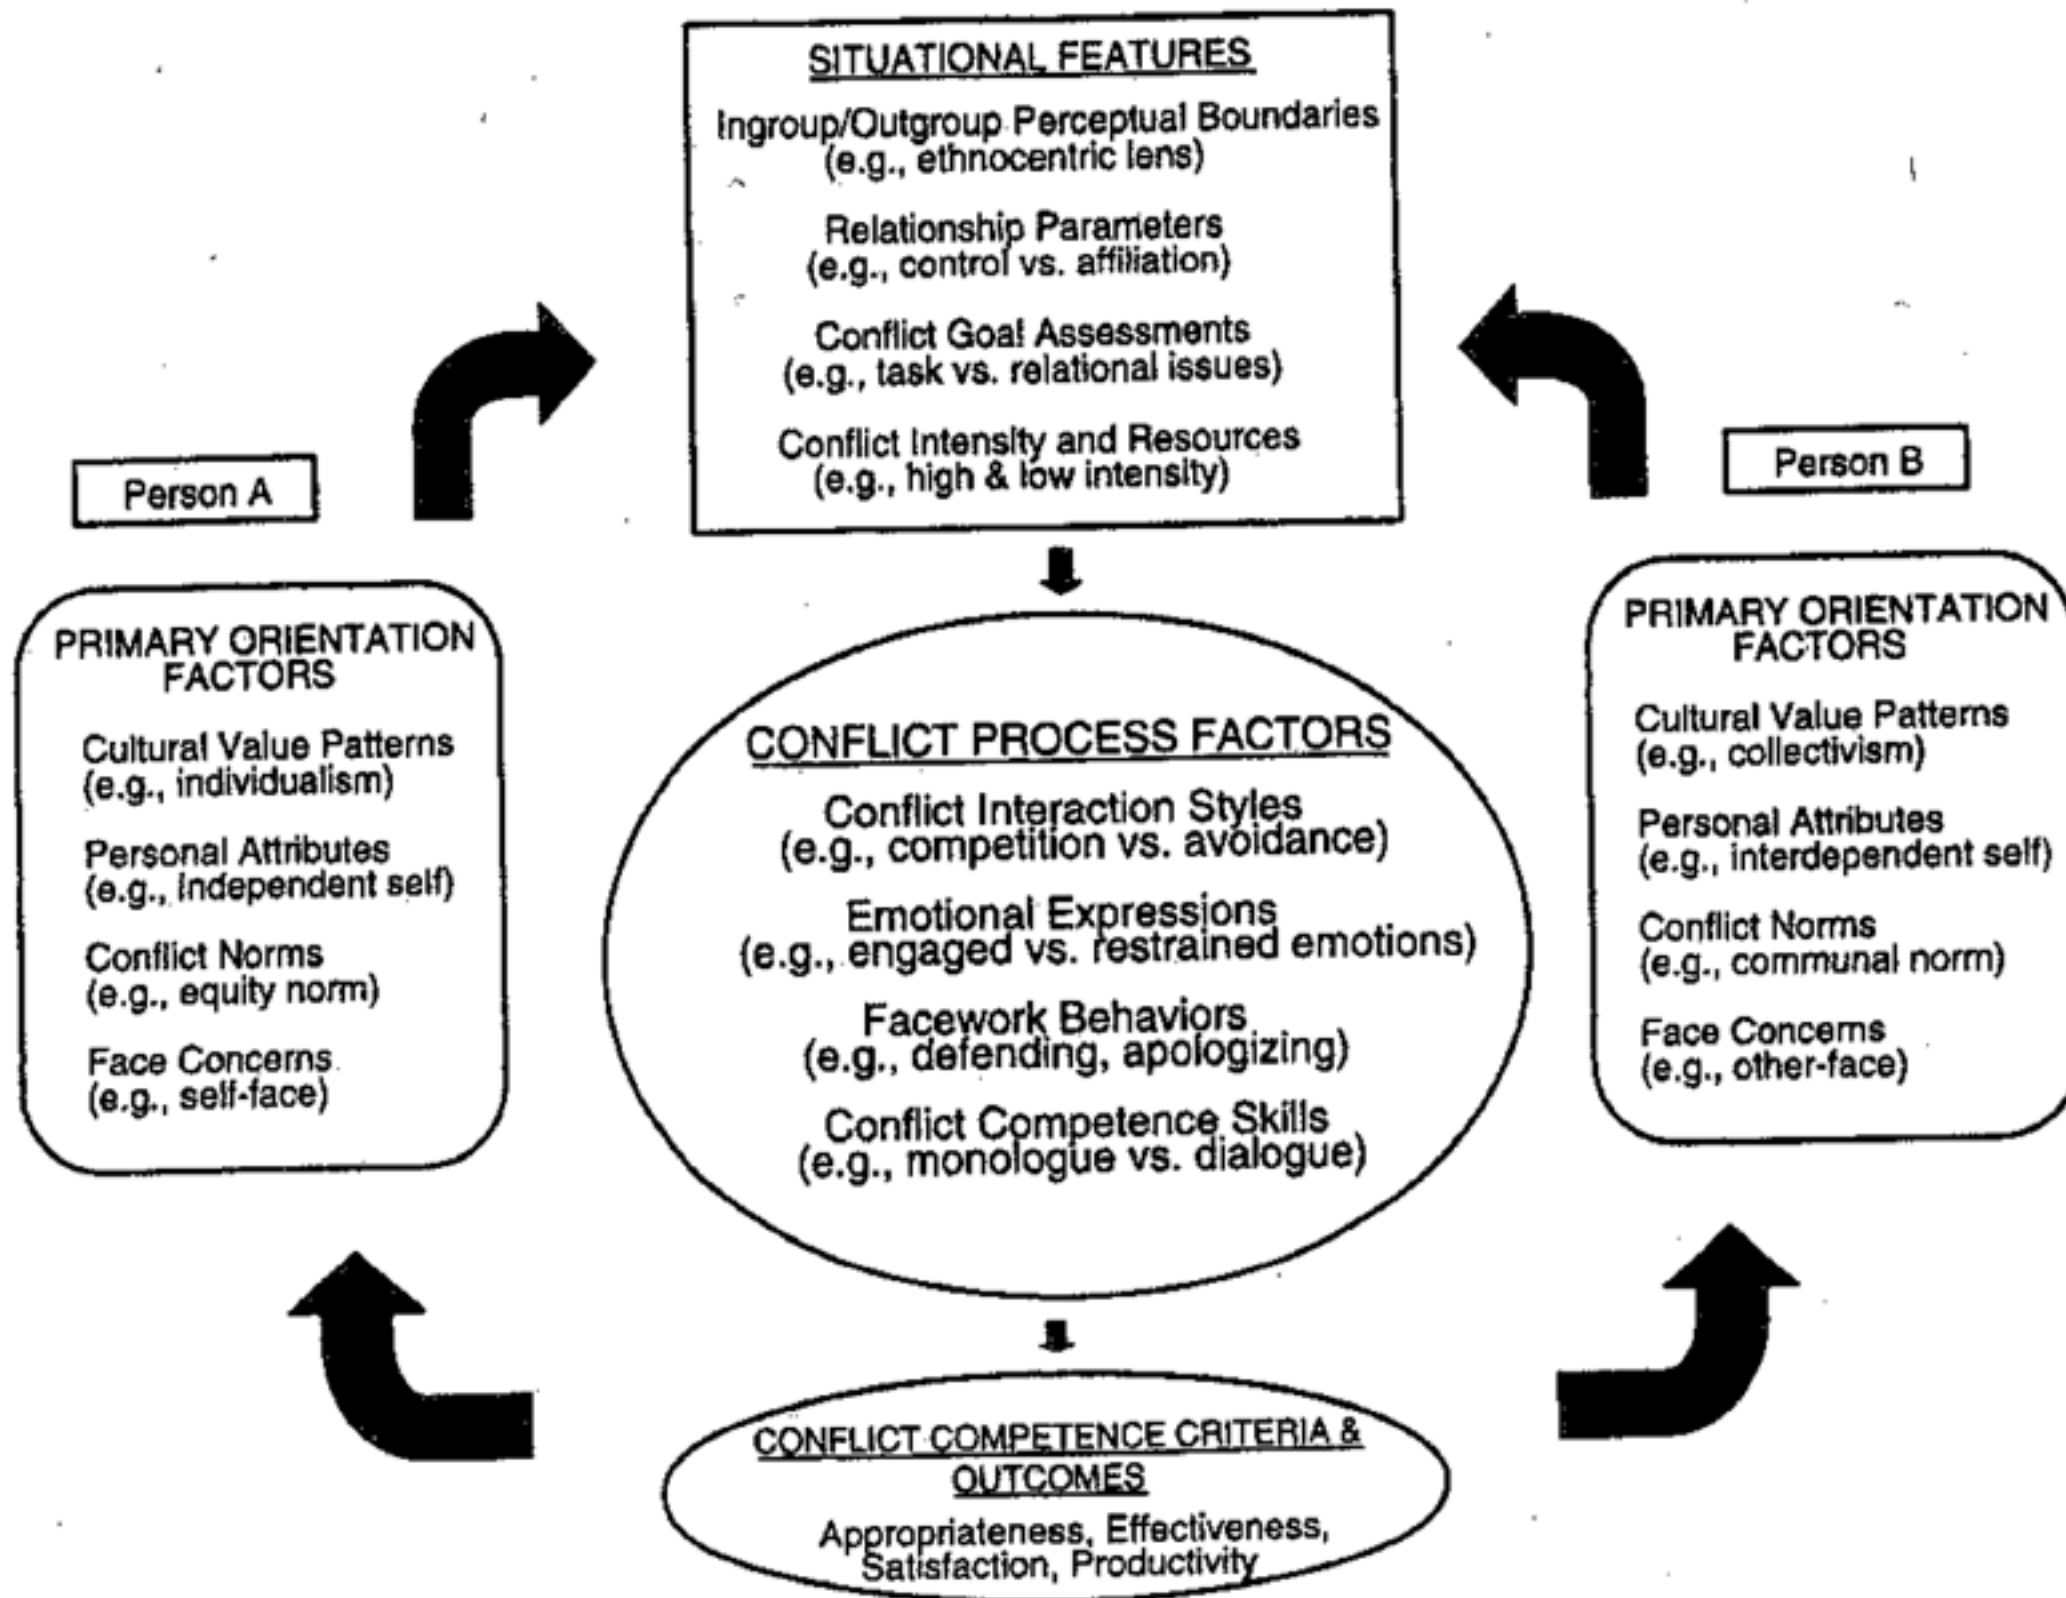 SITUATIONAL FEATURES
Ingroup/Outgroup Perceptual Boundaries
(e.g., ethnocentric lens)
Relationship Parameters
(e.g., control vs. affiliation)
Conflict Goal Assessments
(e.g., task vs. relational issues)
Conflict Intensity and Resources
(e.g., high & low intensity)
Person A
PRIMARY ORIENTATION
FACTORS
Cultural Value Patterns
(e.g., individualism)
Personal Attributes
(e.g., independent self)
Conflict Norms
(e.g., equity norm)
Face Concerns
(e.g., self-face)
CONFLICT PROCESS FACTORS
Conflict Interaction Styles
(e.g., competition vs. avoidance)
Emotional Expressions
(e.g., engaged vs. restrained emotions)
Facework Behaviors
(e.g., defending, apologizing)
Conflict Competence Skills
(e.g., monologue vs. dialogue)
Person B
PRIMARY ORIENTATION
FACTORS
Cultural Value Patterns
(e.g., collectivism)
Personal Attributes
(e.g., interdependent self)
Conflict Norms
(e.g., communal norm)
Face Concerns
(e.g., other-face)
CONFLICT COMPETENCE CRITERIA &
OUTCOMES
Appropriateness, Effectiveness,
Satisfaction, Productivity